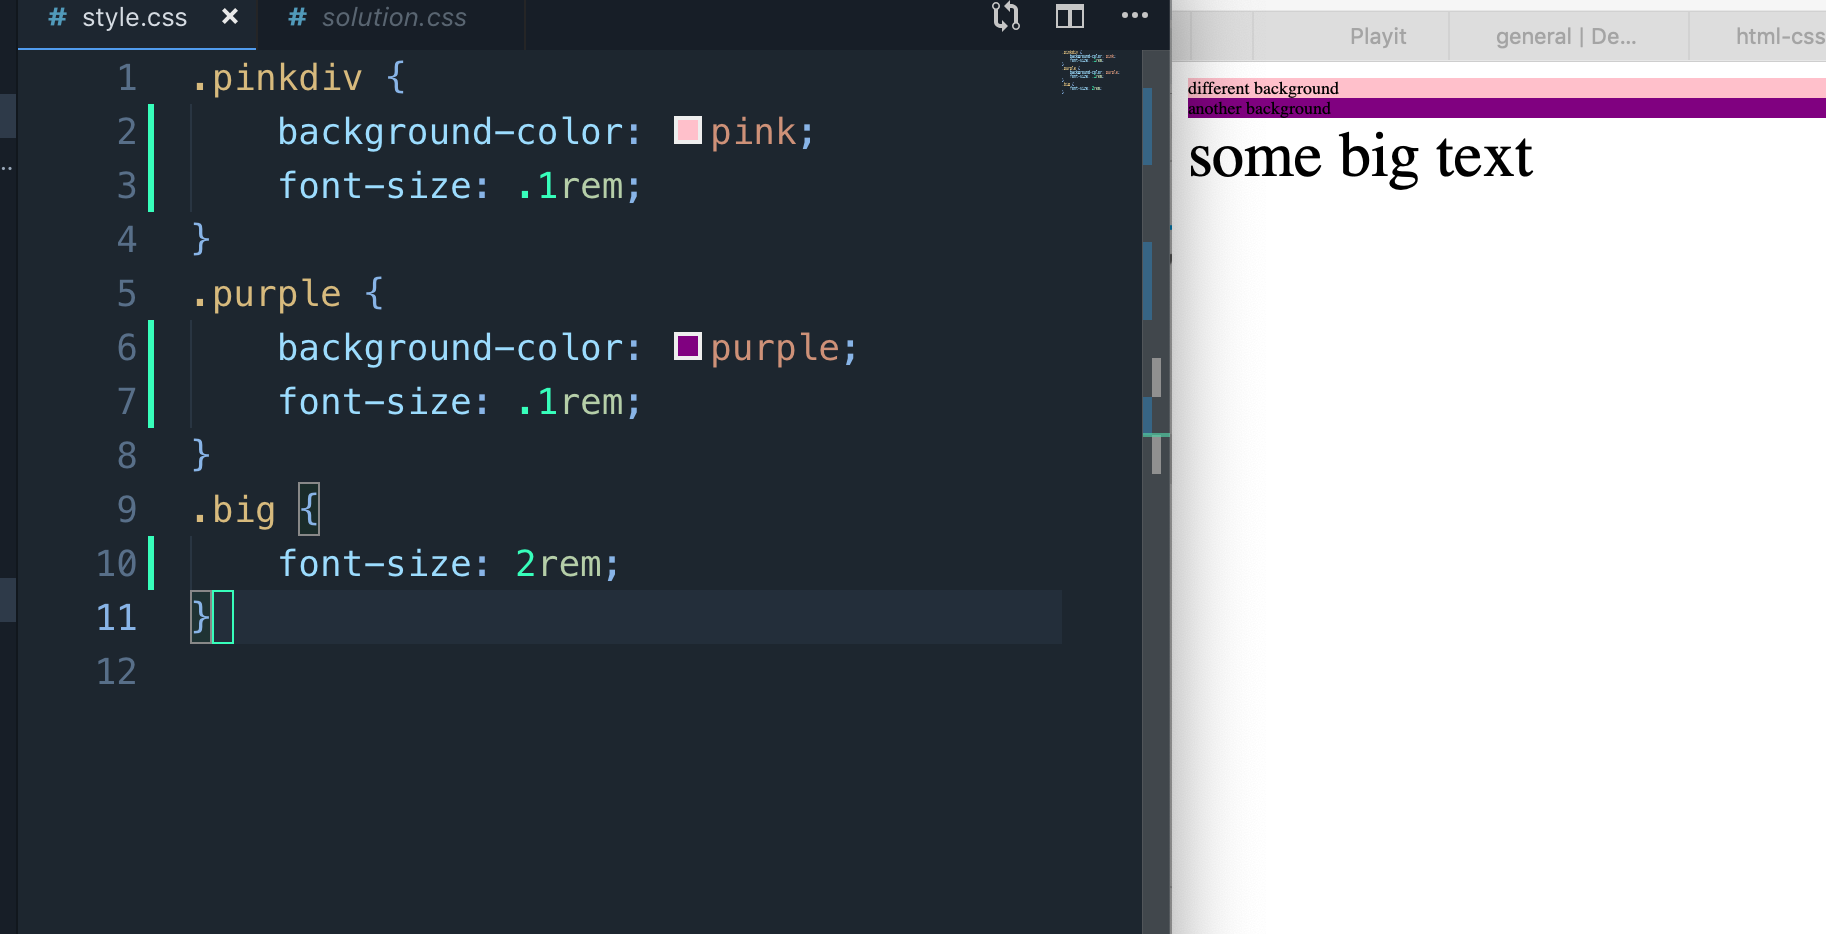 # style.css × # solution.css ...
Playit general | De... html-css
1 .pinkdiv {
2 background-color: pink;
3 font-size: .1rem;
4 }
5 .purple {
6 background-color: purple;
7 font-size: .1rem;
8 }
9 .big {
10 font-size: 2rem;
11 }
12
different background
another background
some big text